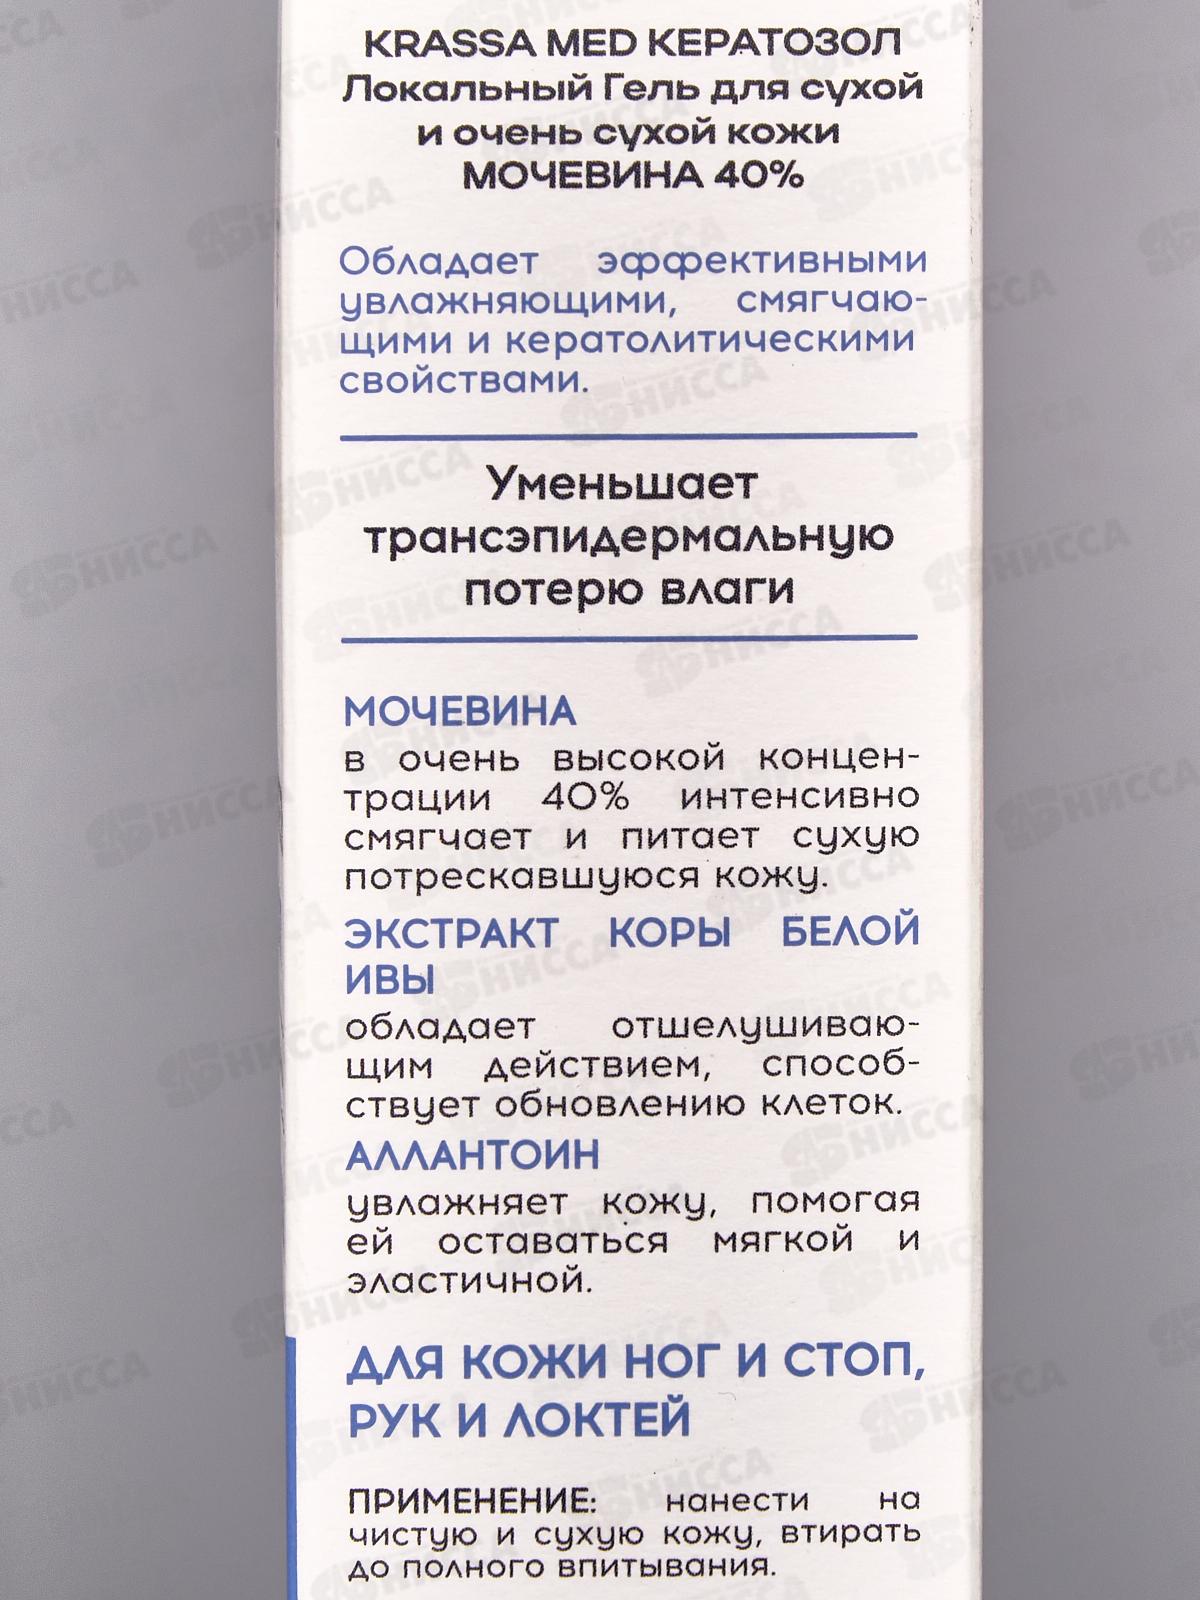 KRASSA MED КЕРАТОЗОЛ
Локальный Гель для сухой
и очень сухой кожи
МОЧЕВИНА 40%
Обладает эффективными
увлажняющими, смягчаю-
щими и кератолитическими
свойствами.
Уменьшает
трансэпидермальную
потерю влаги
МОЧЕВИНА
в очень высокой концен-
трации 40% интенсивно
смягчает и питает сухую
потрескавшуюся кожу.
ЭКСТРАКТ КОРЫ БЕЛОЙ
ИВЫ
обладает отшелушиваю-
щим действием, способ-
ствует обновлению клеток.
АЛЛАНТОИН
увлажняет кожу, помогая
ей оставаться мягкой и
эластичной.
ДЛЯ КОЖИ НОГ И СТОП,
РУК И ЛОКТЕЙ
ПРИМЕНЕНИЕ: нанести на
чистую и сухую кожу, втирать
до полного впитывания.